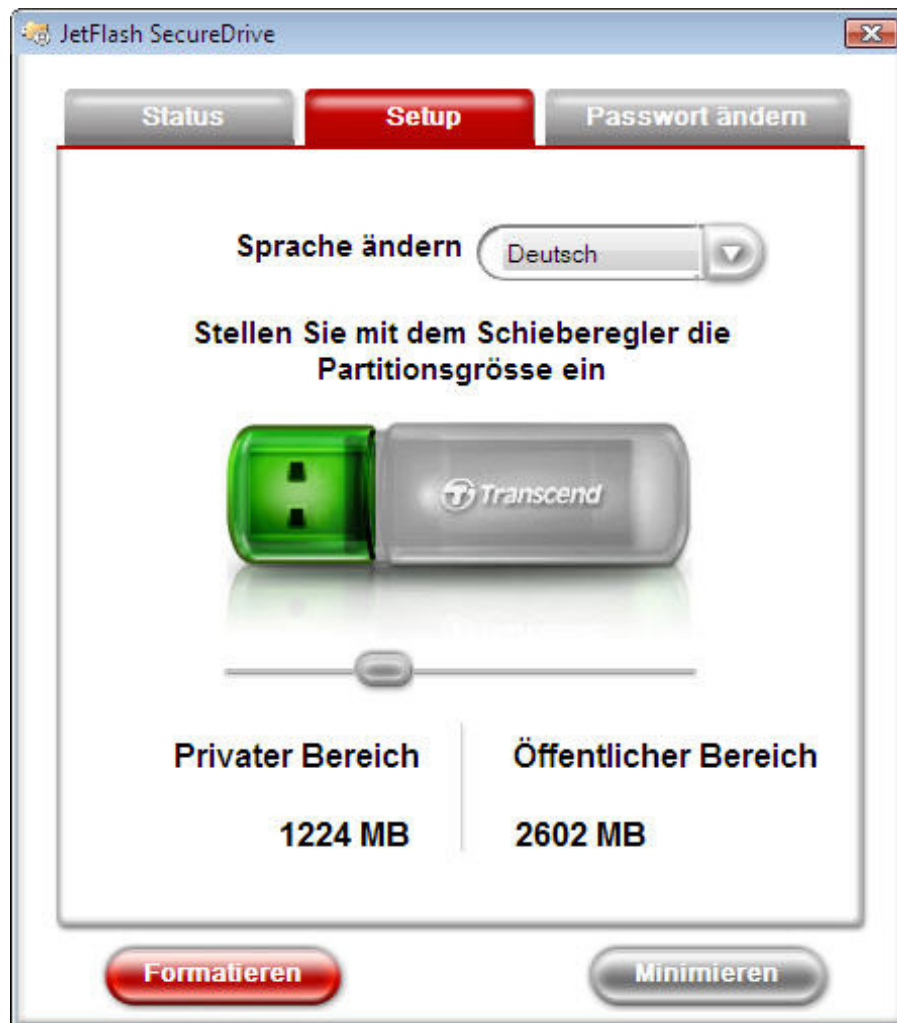 JetFlash SecureDrive
Status
Setup
Passwort ändern
Sprache ändern
Deutsch
Stellen Sie mit dem Schieberegler die
Partitionsgrösse ein
Transcend
Privater Bereich
Öffentlicher Bereich
1224 MB
2602 MB
Formatieren
Minimieren